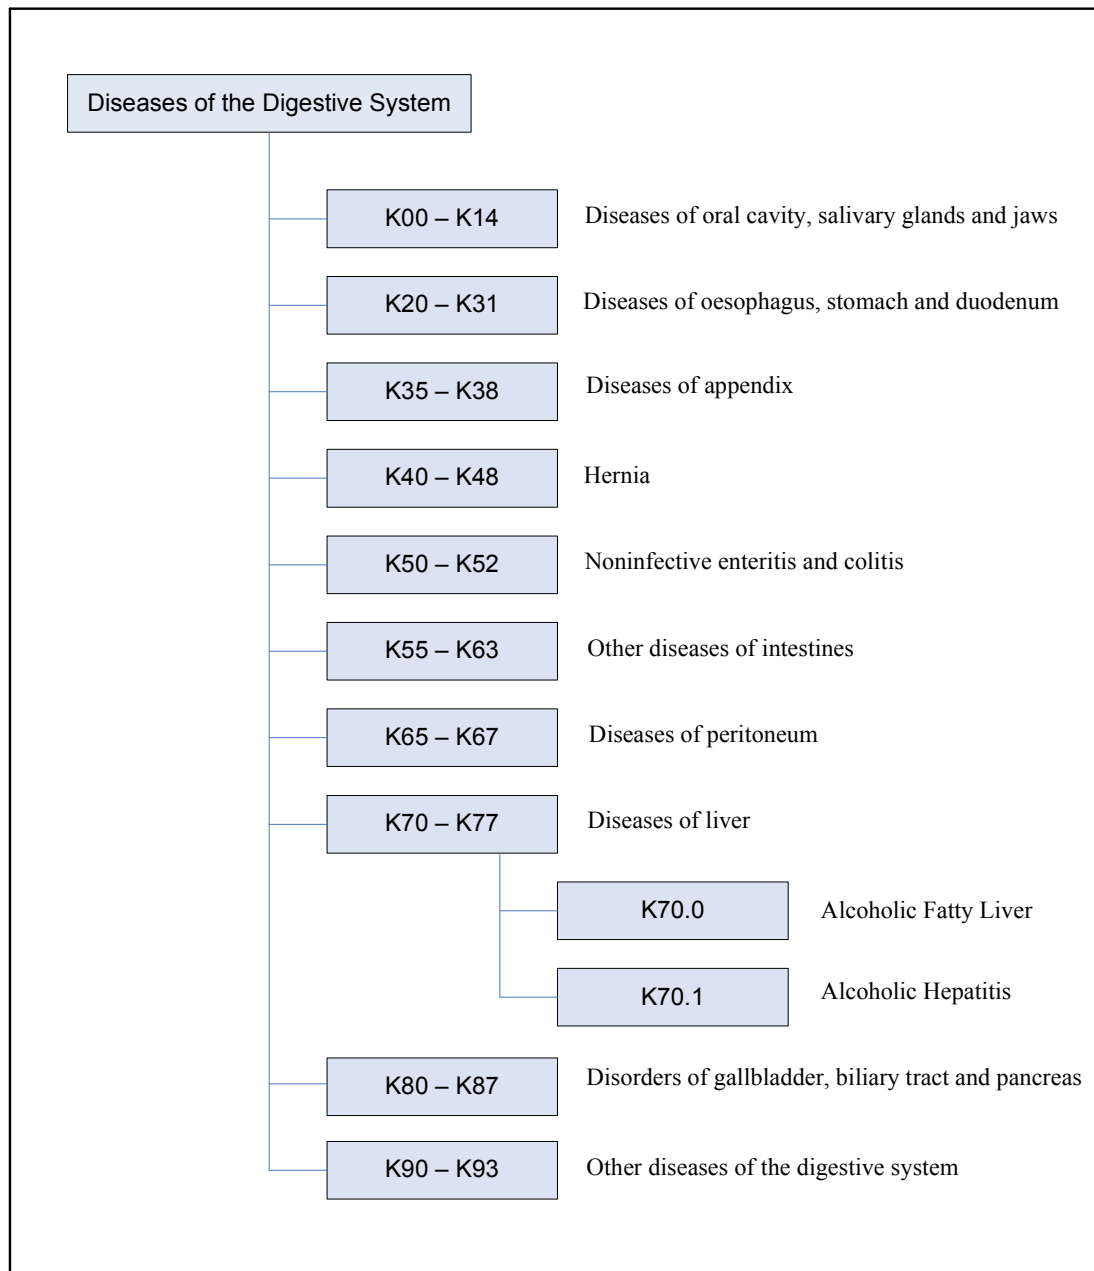 Diseases of the Digestive System
K00 – K14 Diseases of oral cavity, salivary glands and jaws
K20 – K31 Diseases of oesophagus, stomach and duodenum
K35 – K38 Diseases of appendix
K40 – K48 Hernia
K50 – K52 Noninfective enteritis and colitis
K55 – K63 Other diseases of intestines
K65 – K67 Diseases of peritoneum
K70 – K77 Diseases of liver
K70.0 Alcoholic Fatty Liver
K70.1 Alcoholic Hepatitis
K80 – K87 Disorders of gallbladder, biliary tract and pancreas
K90 – K93 Other diseases of the digestive system